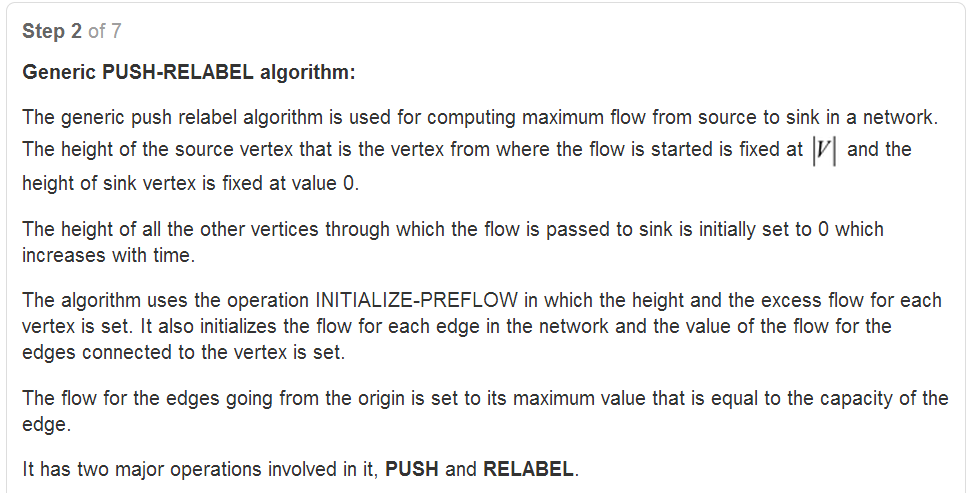 Step 2 of 7
Generic PUSH-RELABEL algorithm:
The generic push relabel algorithm is used for computing maximum flow from source to sink in a network.
The height of the source vertex that is the vertex from where the flow is started is fixed at |V| and the
height of sink vertex is fixed at value 0.
The height of all the other vertices through which the flow is passed to sink is initially set to 0 which
increases with time.
The algorithm uses the operation INITIALIZE-PREFLOW in which the height and the excess flow for each
vertex is set. It also initializes the flow for each edge in the network and the value of the flow for the
edges connected to the vertex is set.
The flow for the edges going from the origin is set to its maximum value that is equal to the capacity of the
edge.
It has two major operations involved in it, PUSH and RELABEL.